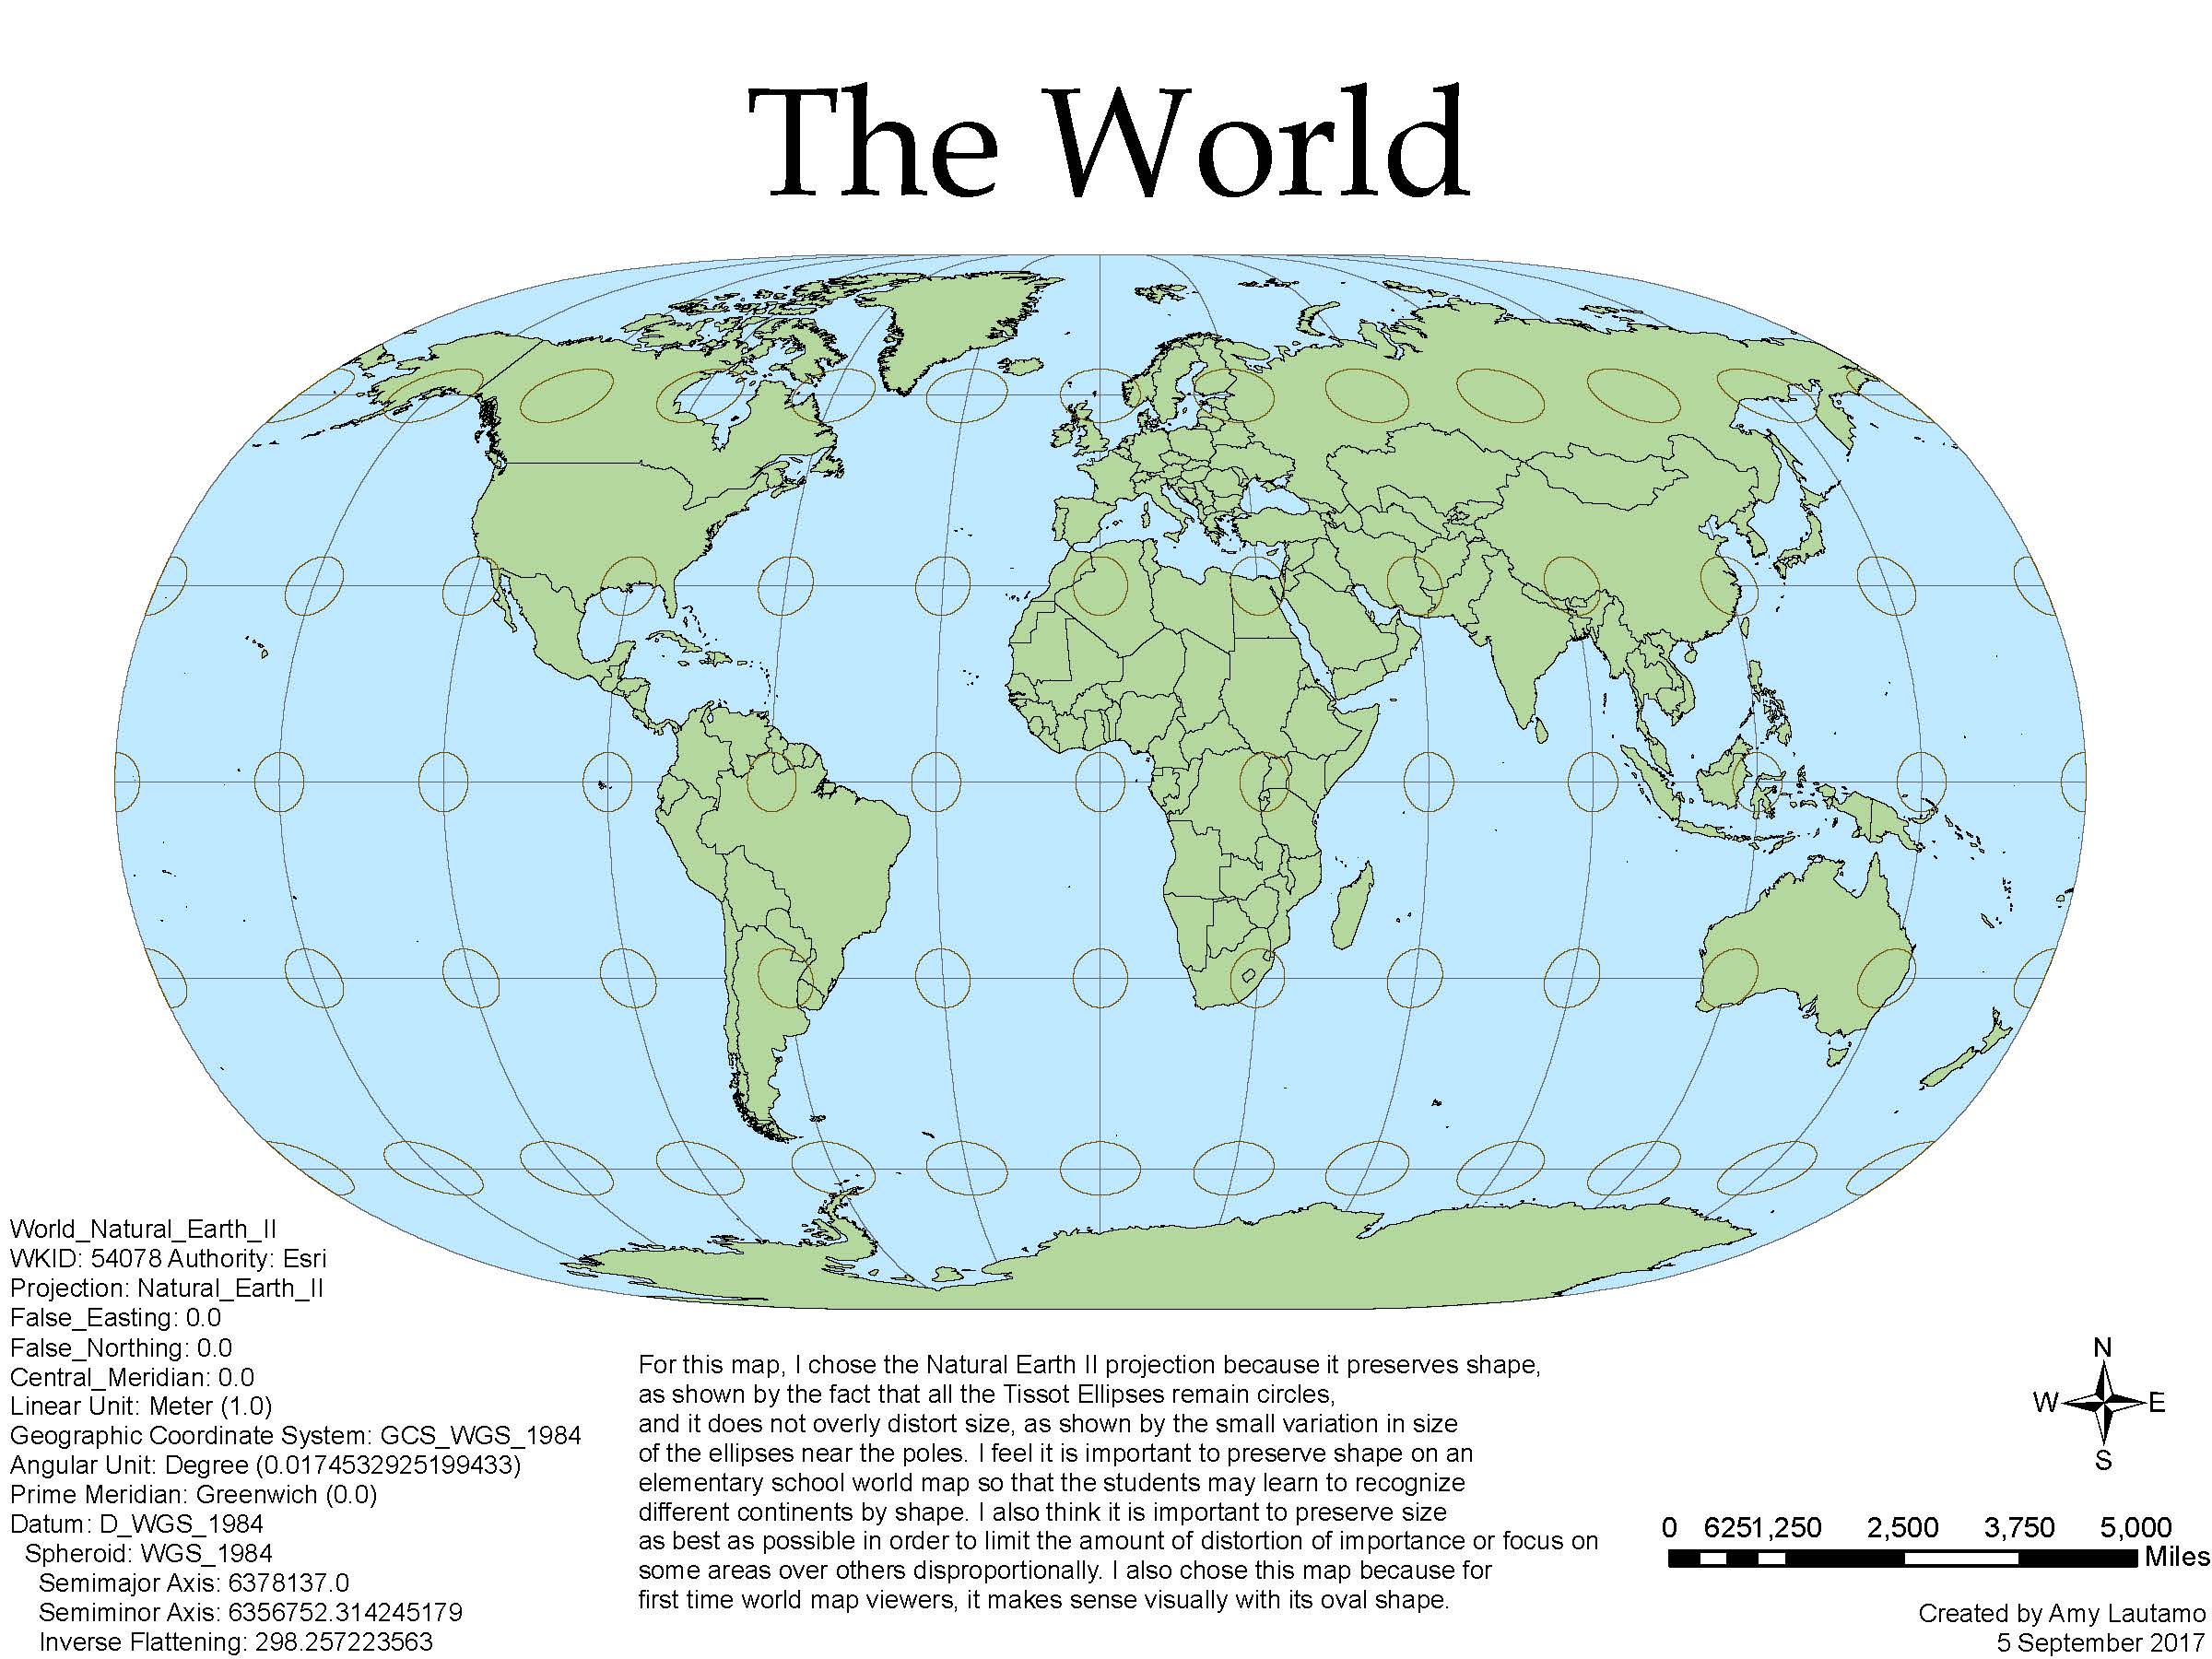 The World
World_Natural_Earth_II
WKID: 54078 Authority: Esri
Projection: Natural_Earth_II
False_Easting: 0.0
False_Northing: 0.0
Central_Meridian: 0.0
Linear Unit: Meter (1.0)
Geographic Coordinate System: GCS_WGS_1984
Angular Unit: Degree (0.0174532925199433)
Prime Meridian: Greenwich (0.0)
Datum: D_WGS_1984
Spheroid: WGS_1984
Semimajor Axis: 6378137.0
Semiminor Axis: 6356752.314245179
Inverse Flattening: 298.257223563
For this map, I chose the Natural Earth II projection because it preserves shape,
as shown by the fact that all the Tissot Ellipses remain circles,
and it does not overly distort size, as shown by the small variation in size
of the ellipses near the poles. I feel it is important to preserve shape on an
elementary school world map so that the students may learn to recognize
different continents by shape. I also think it is important to preserve size
as best as possible in order to limit the amount of distortion of importance or focus on
some areas over others disproportionally. I also chose this map because for
first time world map viewers, it makes sense visually with its oval shape.
N
W E
S
0 6251,250 2,500 3,750 5,000
Miles
Created by Amy Lautamo
5 September 2017